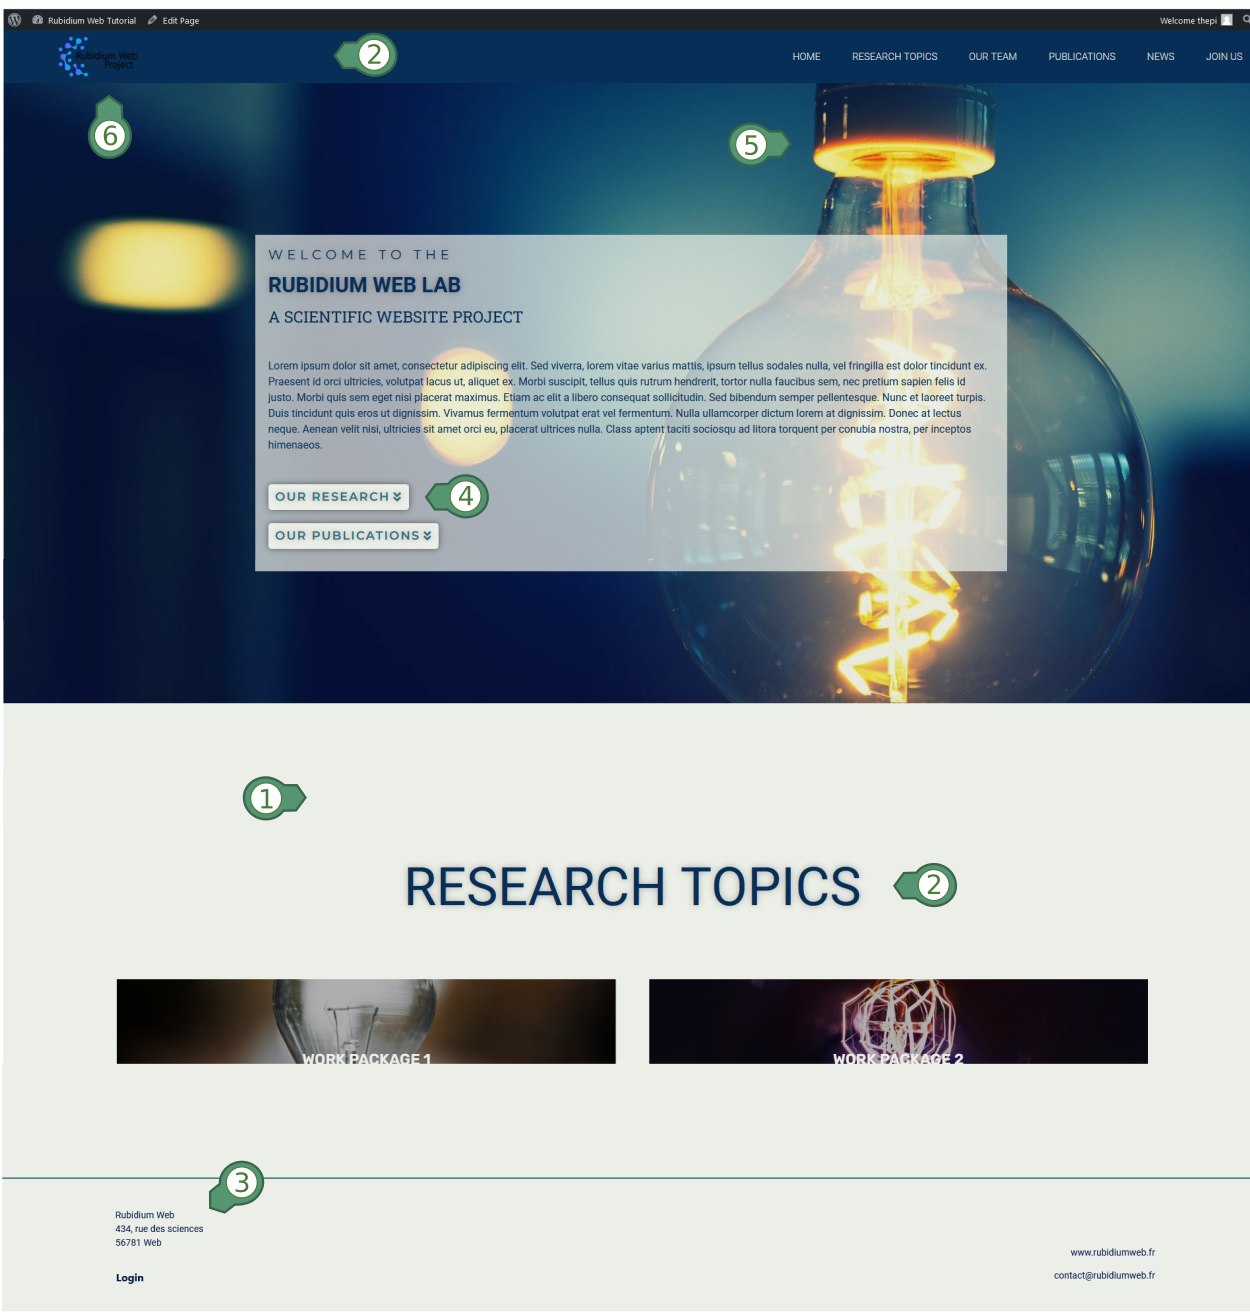 Rubidium Web Tutorial Edit Page Welcome thepi
Rubidium Web
Project
2
HOME RESEARCH TOPICS OUR TEAM PUBLICATIONS NEWS JOIN US
6
5
WELCOME TO THE
RUBIDIUM WEB LAB
A SCIENTIFIC WEBSITE PROJECT
Lorem ipsum dolor sit amet, consectetur adipiscing elit. Sed viverra, lorem vitae varius mattis, ipsum tellus sodales nulla, vel fringilla est dolor tincidunt ex.
Praesent id orci ultricies, volutpat lacus ut, aliquet ex. Morbi suscipit, tellus quis rutrum hendrerit, tortor nulla faucibus sem, nec pretium sapien felis id
justo. Morbi quis sem eget nisi placerat maximus. Etiam ac elit a libero consequat sollicitudin. Sed bibendum semper pellentesque. Nunc et laoreet turpis.
Duis tincidunt quis eros ut dignissim. Vivamus fermentum volutpat erat vel fermentum. Nulla ullamcorper dictum lorem at dignissim. Donec at lectus
neque. Aenean velit nisi, ultricies sit amet orci eu, placerat ultrices nulla. Class aptent taciti sociosqu ad litora torquent per conubia nostra, per inceptos
himenaeos.
OUR RESEARCH
4
OUR PUBLICATIONS
1
RESEARCH TOPICS
2
WORK PACKAGE 1
WORK PACKAGE 2
3
Rubidium Web
434, rue des sciences
56781 Web
www.rubidiumweb.fr
Login
contact@rubidiumweb.fr